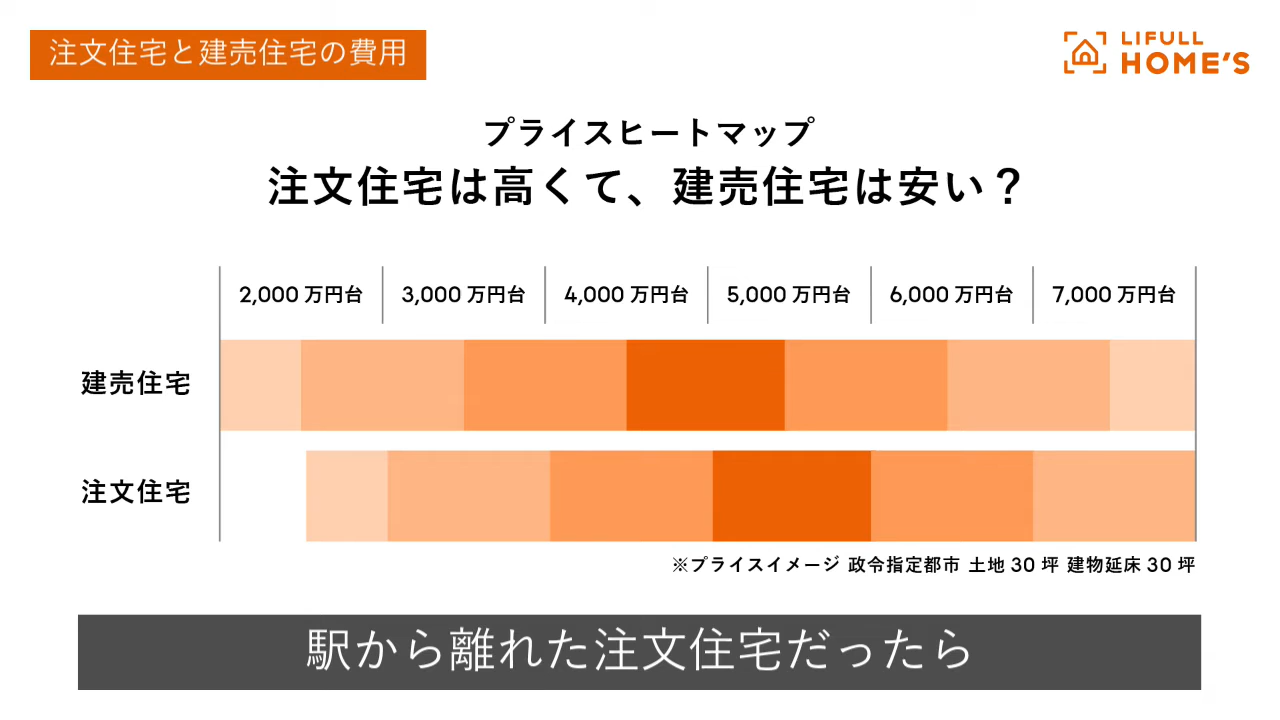 注文住宅と建売住宅の費用
LIFULL
HOME'S
プライスヒートマップ
注文住宅は高くて、建売住宅は安い？
2,000 万円台
3,000 万円台
4,000 万円台
5,000 万円台
6,000 万円台
7,000 万円台
建売住宅
注文住宅
※プライスイメージ 政令指定都市 土地 30 坪 建物延床 30 坪
駅から離れた注文住宅だったら